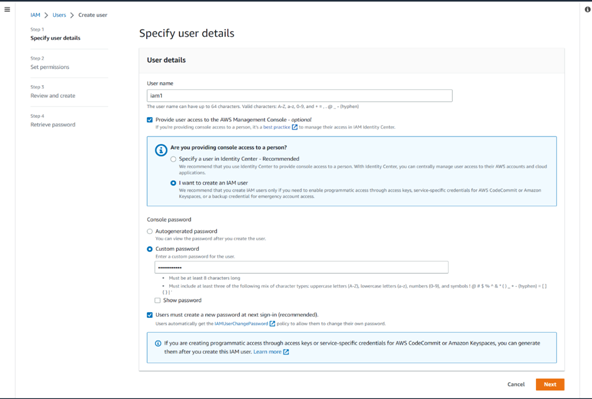 IAM > Users > Create user
Step 1
Specify user details
Step 2
Set permissions
Step 3
Review and create
Step 4
Retrieve password
Specify user details
User details
User name
iam1
The user name can have up to 64 characters. Valid characters: A-Z, a-z, 0-9, and + = , . @ _ - (hyphen)
Provide user access to the AWS Management Console - optional
If you're providing console access to a person, it's a best practice to manage their access in IAM Identity Center.
Are you providing console access to a person?
Specify a user in Identity Center - Recommended
We recommend that you use Identity Center to provide console access to a person. With Identity Center, you can centrally manage user access to their AWS accounts and cloud
applications.
I want to create an IAM user
We recommend that you create IAM users only if you need to enable programmatic access through access keys, service-specific credentials for AWS CodeCommit or Amazon
Keyspaces, or a backup credential for emergency account access.
Console password
Autogenerated password
You can view the password after you create the user.
Custom password
Enter a custom password for the user.
••••••••••••
• Must be at least 8 characters long
• Must include at least three of the following mix of character types: uppercase letters (A-Z), lowercase letters (a-z), numbers (0-9), and symbols ! @ # $ % ^ & * ( ) _ + - (hyphen) = [ ]
{ } | '
Show password
Users must create a new password at next sign-in (recommended).
Users automatically get the IAMUserChangePassword policy to allow them to change their own password.
If you are creating programmatic access through access keys or service-specific credentials for AWS CodeCommit or Amazon Keyspaces, you can generate
them after you create this IAM user. Learn more
Cancel
Next